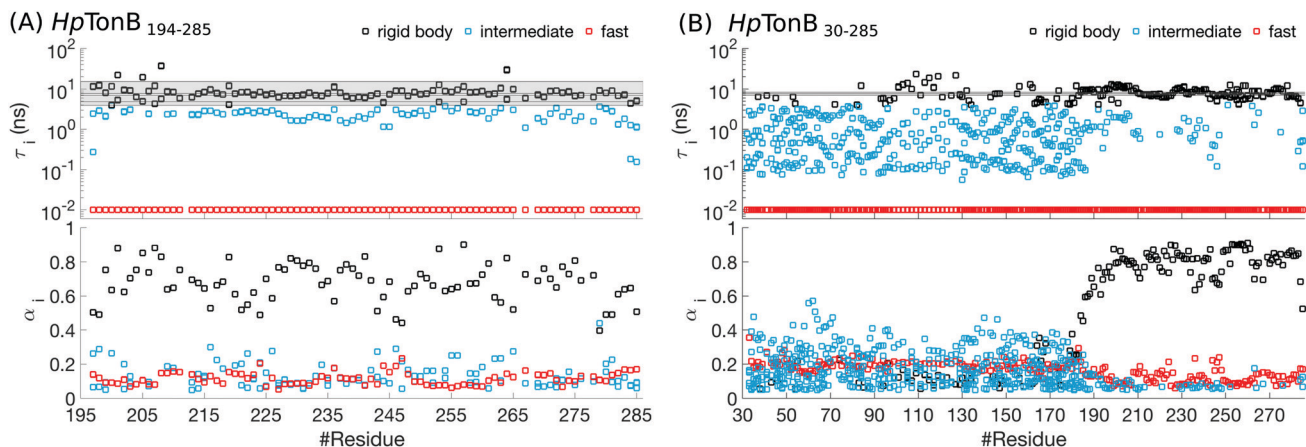 (A) HpTonB 194-285
rigid body intermediate fast
10^2
10^1
10^0
10^-1
10^-2
τ i (ns)
1
0.8
0.6
0.4
0.2
0
α i
195 205 215 225 235 245 255 265 275 285
#Residue
(B) HpTonB 30-285
rigid body intermediate fast
10^2
10^1
10^0
10^-1
10^-2
τ i (ns)
1
0.8
0.6
0.4
0.2
0
α i
30 50 70 90 110 130 150 170 190 210 230 250 270
#Residue